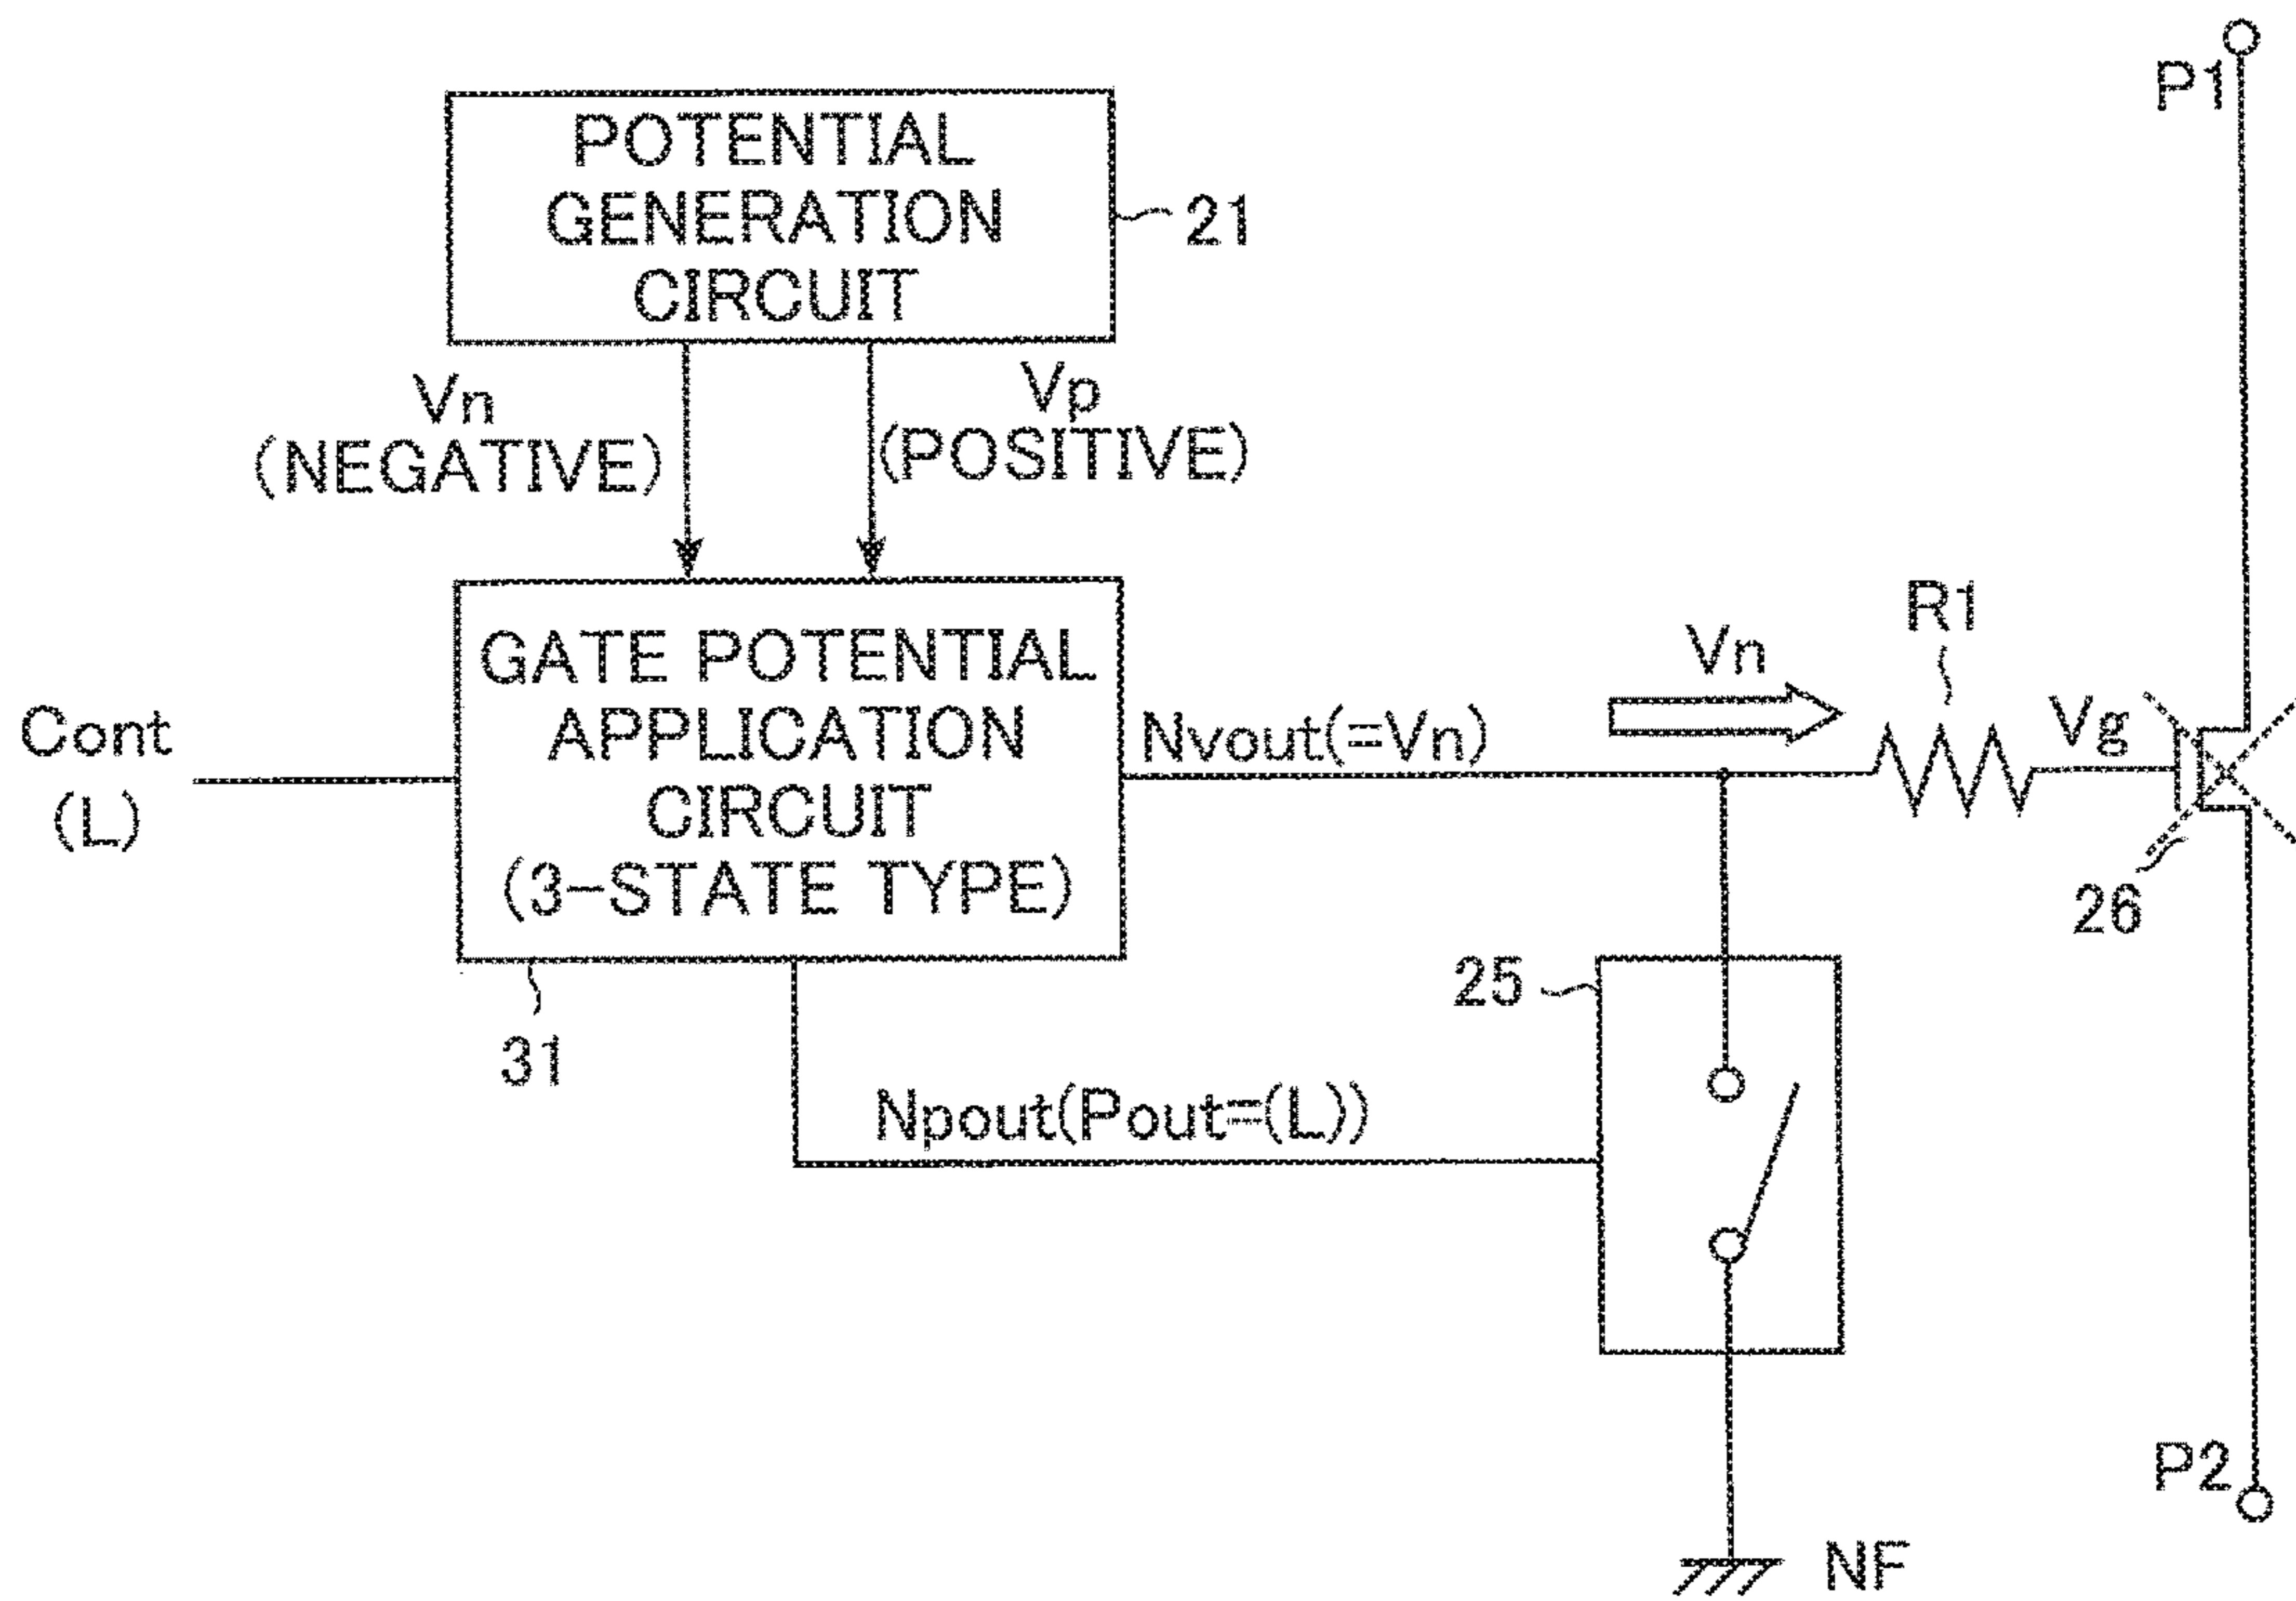 P1
POTENTIAL
GENERATION
CIRCUIT
21
Vn
(NEGATIVE)
Vp
(POSITIVE)
Cont
(L)
GATE POTENTIAL
APPLICATION
CIRCUIT
(3-STATE TYPE)
31
Nvout(=Vn)
Vn
R1
Vg
26
25
Npout(Pout=(L))
P2
NF